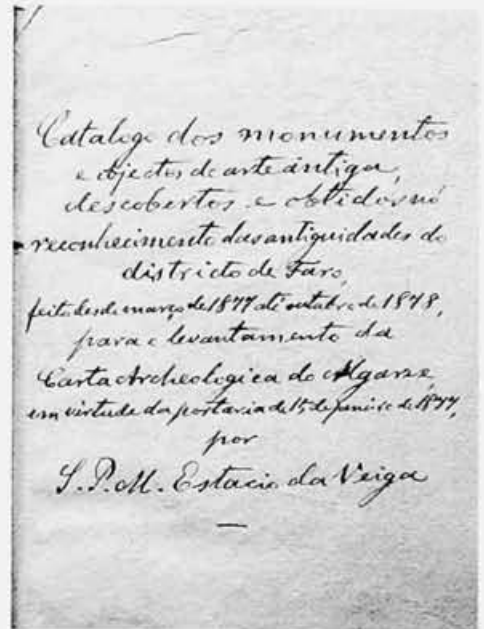 Catalogo dos monumentos
e objectos de arte antiga,
descobertos e obtidos no
reconhecimento das antiguidades do
districto de Faro,
feito desde março de 1877 até outubro de 1878,
para o levantamento da
Carta Archeologica do Algarve,
em virtude da portaria de 15 de janeiro de 1877,
por
S. P. M. Estacio da Veiga